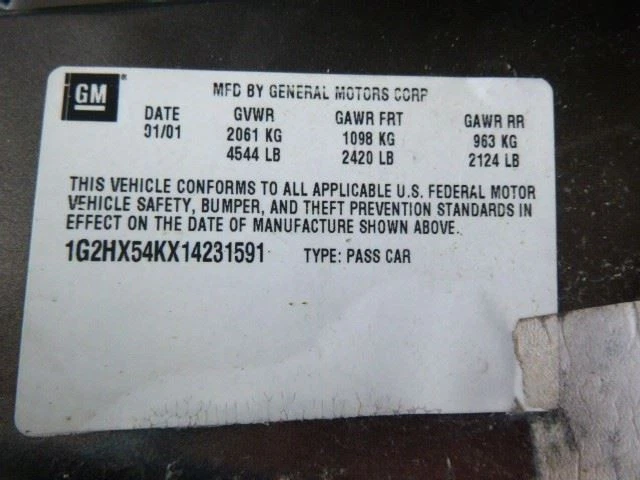 GM® MFD BY GENERAL MOTORS CORP
DATE GVWR GAWR FRT GAWR RR
01/01 2061 KG 1098 KG 963 KG
4544 LB 2420 LB 2124 LB
THIS VEHICLE CONFORMS TO ALL APPLICABLE U.S. FEDERAL MOTOR
VEHICLE SAFETY, BUMPER, AND THEFT PREVENTION STANDARDS IN
EFFECT ON THE DATE OF MANUFACTURE SHOWN ABOVE.
1G2HX54KX14231591 TYPE: PASS CAR